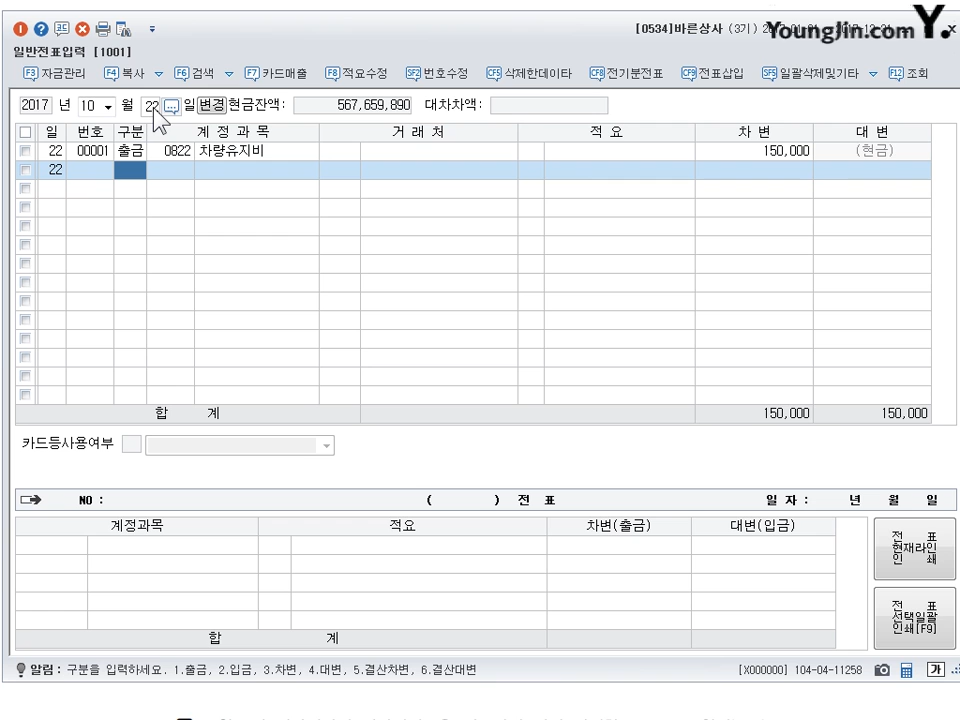 [0534]바른상사 (3기)
Younglin.com Y.
일반전표입력 [1001]
F3 자금관리 F4 복사 F6 검색 F7 카드매출 F8 적요수정 SF2 번호수정 CF5 삭제한데이타 CF8 전기분전표 CF9 전표삽입 SF5 일괄삭제및기타 F12 조회
2017 년 10 월 22 일 변경 현금잔액: 567,659,890 대차차액:
일 번호 구분 계 정 과 목 거 래 처 적 요 차 변 대 변
22 00001 출금 0822 차량유지비 150,000 (현금)
22
합 계 150,000 150,000
카드등사용여부
NO : ( ) 전 표 일 자 : 년 월 일
계정과목 적요 차변(출금) 대변(입금)
전 표
현재라인
인 쇄
전 표
선택일괄
인쇄[F9]
합 계
알림 : 구분을 입력하세요. 1.출금, 2.입금, 3.차변, 4.대변, 5.결산차변, 6.결산대변 [X000000] 104-04-11258 가